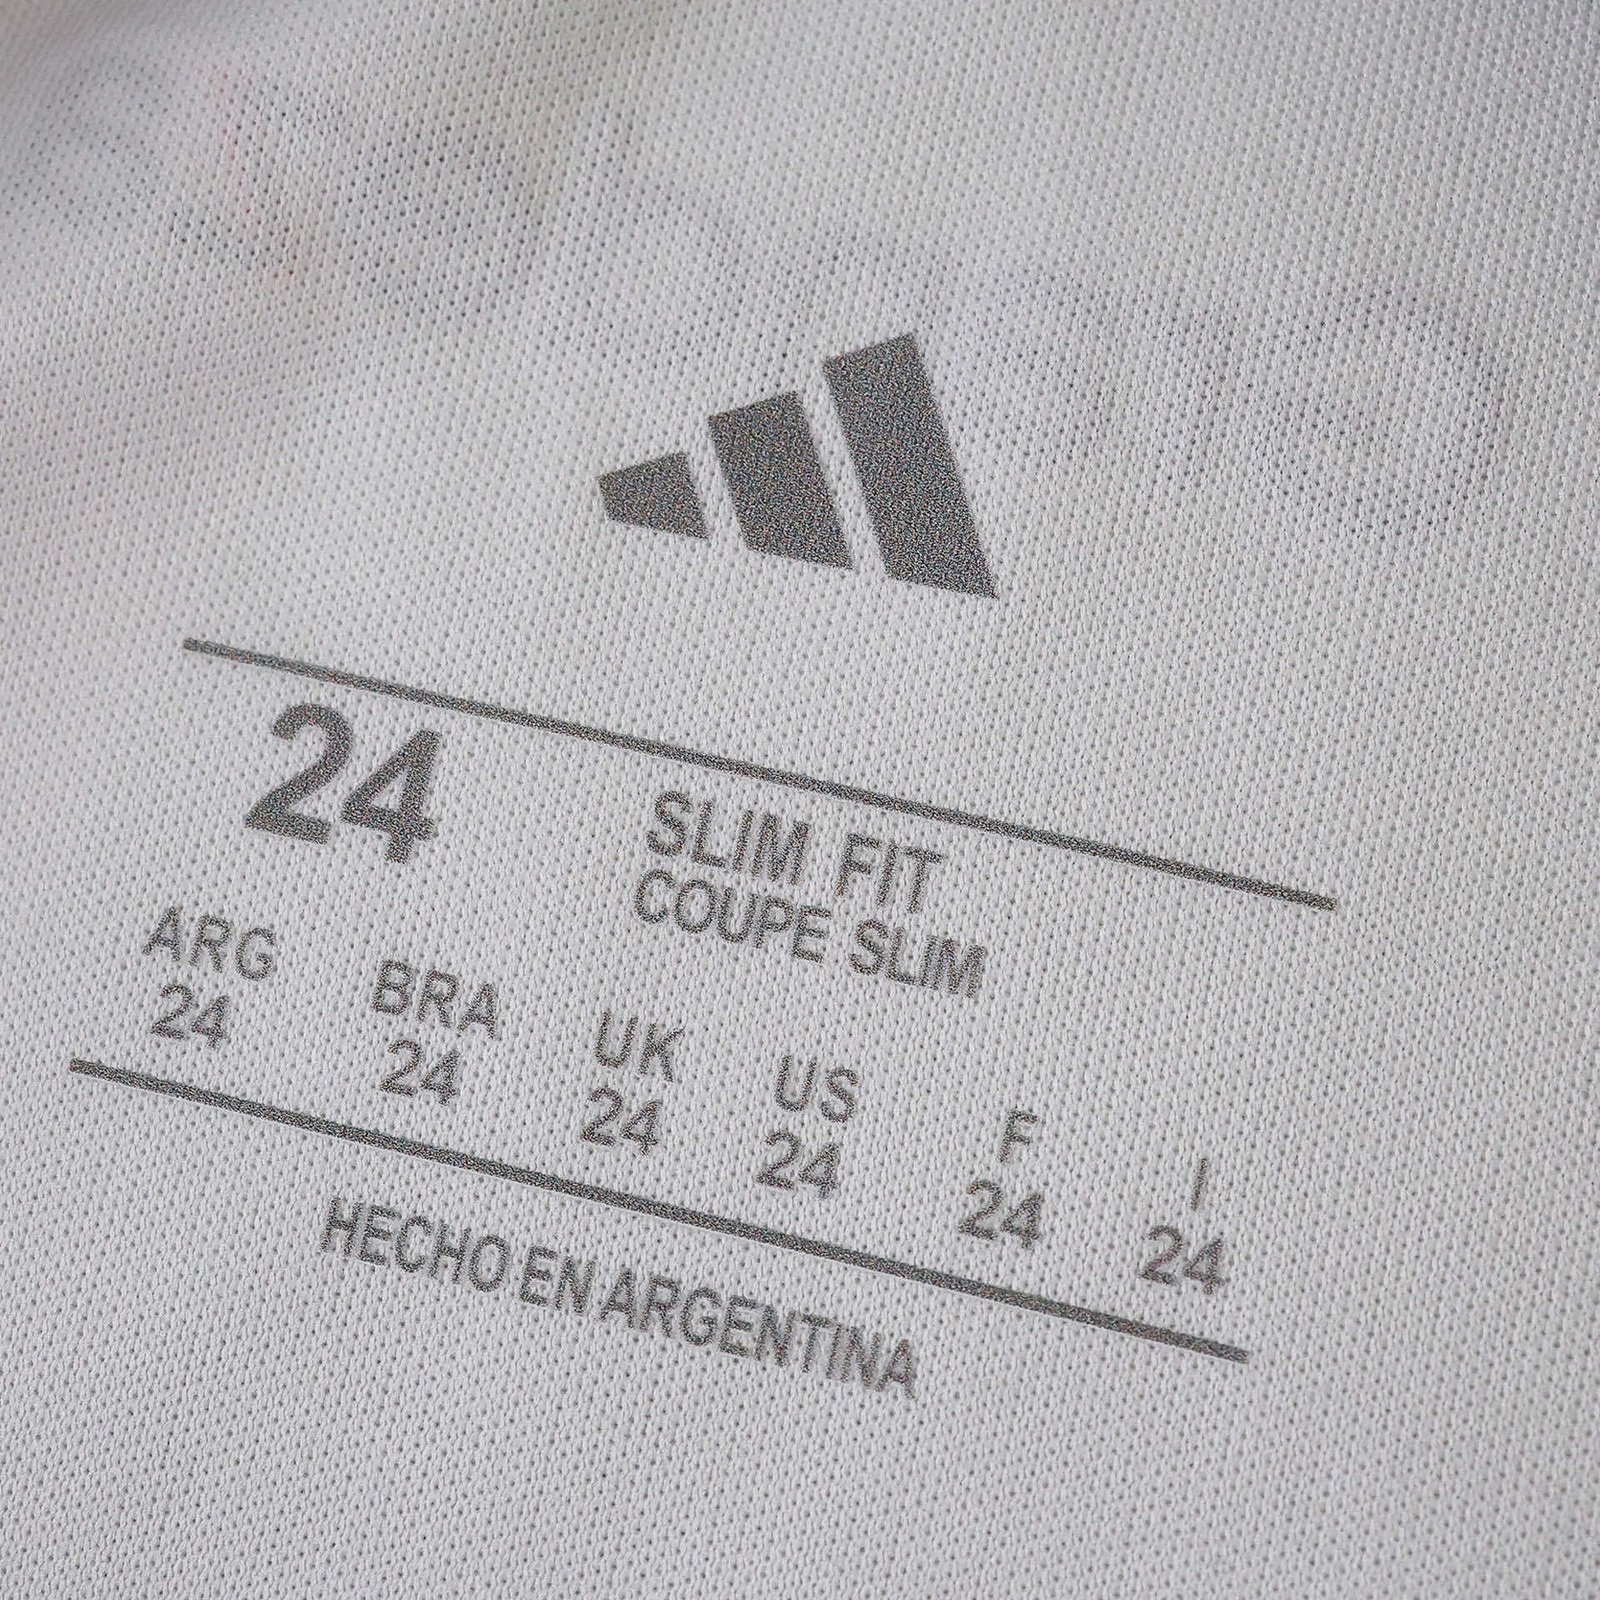 24
SLIM FIT
COUPE SLIM
ARG BRA UK US F I
24 24 24 24 24 24
HECHO EN ARGENTINA